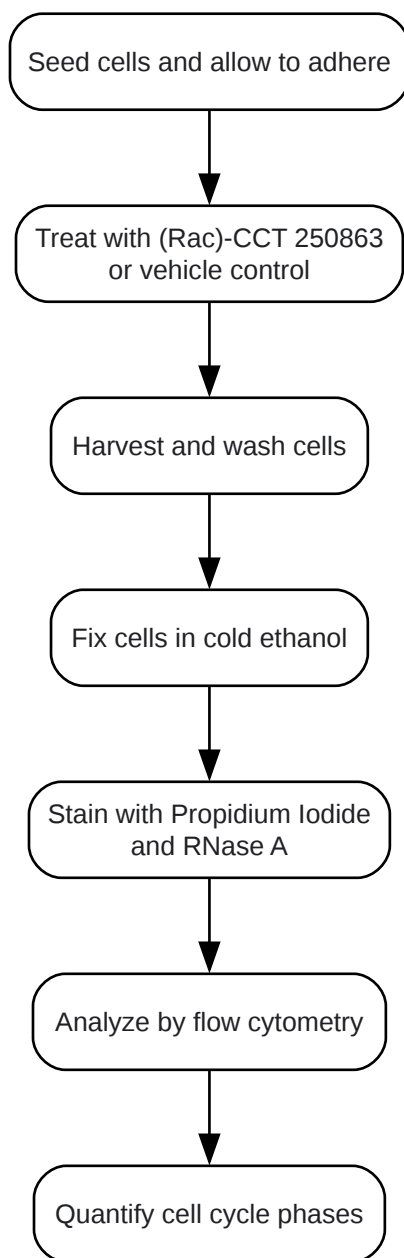 Seed cells and allow to adhere
Treat with (Rac)-CCT 250863
or vehicle control
Harvest and wash cells
Fix cells in cold ethanol
Stain with Propidium Iodide
and RNase A
Analyze by flow cytometry
Quantify cell cycle phases